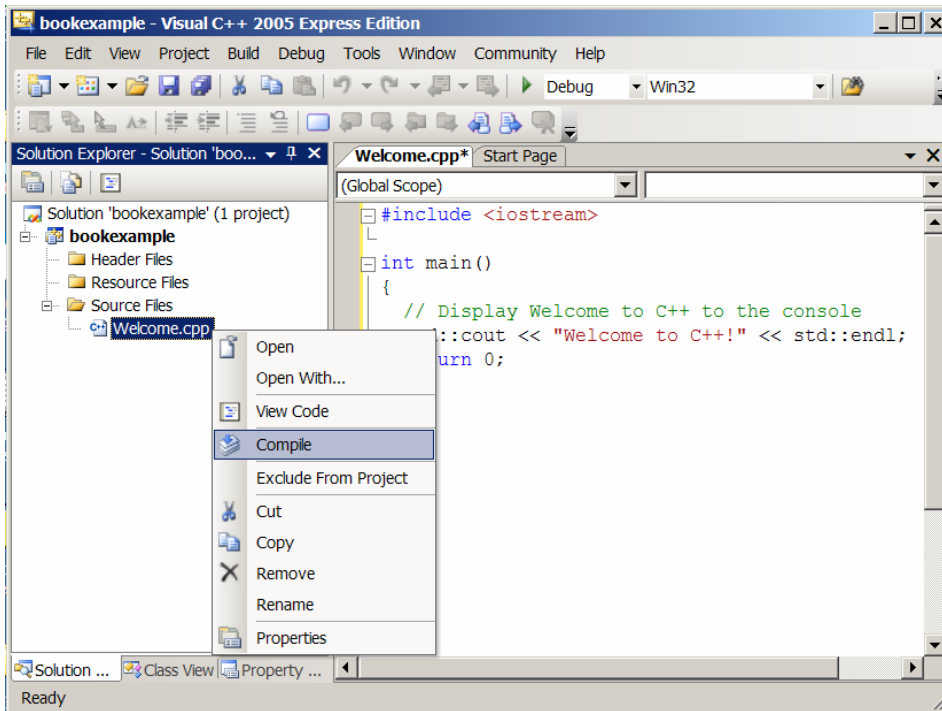 bookexample - Visual C++ 2005 Express Edition
File Edit View Project Build Debug Tools Window Community Help
Debug Win32
Solution Explorer - Solution 'boo...
Welcome.cpp* Start Page
(Global Scope)
Solution 'bookexample' (1 project)
bookexample
Header Files
Resource Files
Source Files
Welcome.cpp
#include <iostream>
int main()
{
// Display Welcome to C++ to the console
::cout << "Welcome to C++!" << std::endl;
urn 0;
Open
Open With...
View Code
Compile
Exclude From Project
Cut
Copy
Remove
Rename
Properties
Solution ... Class View Property ...
Ready